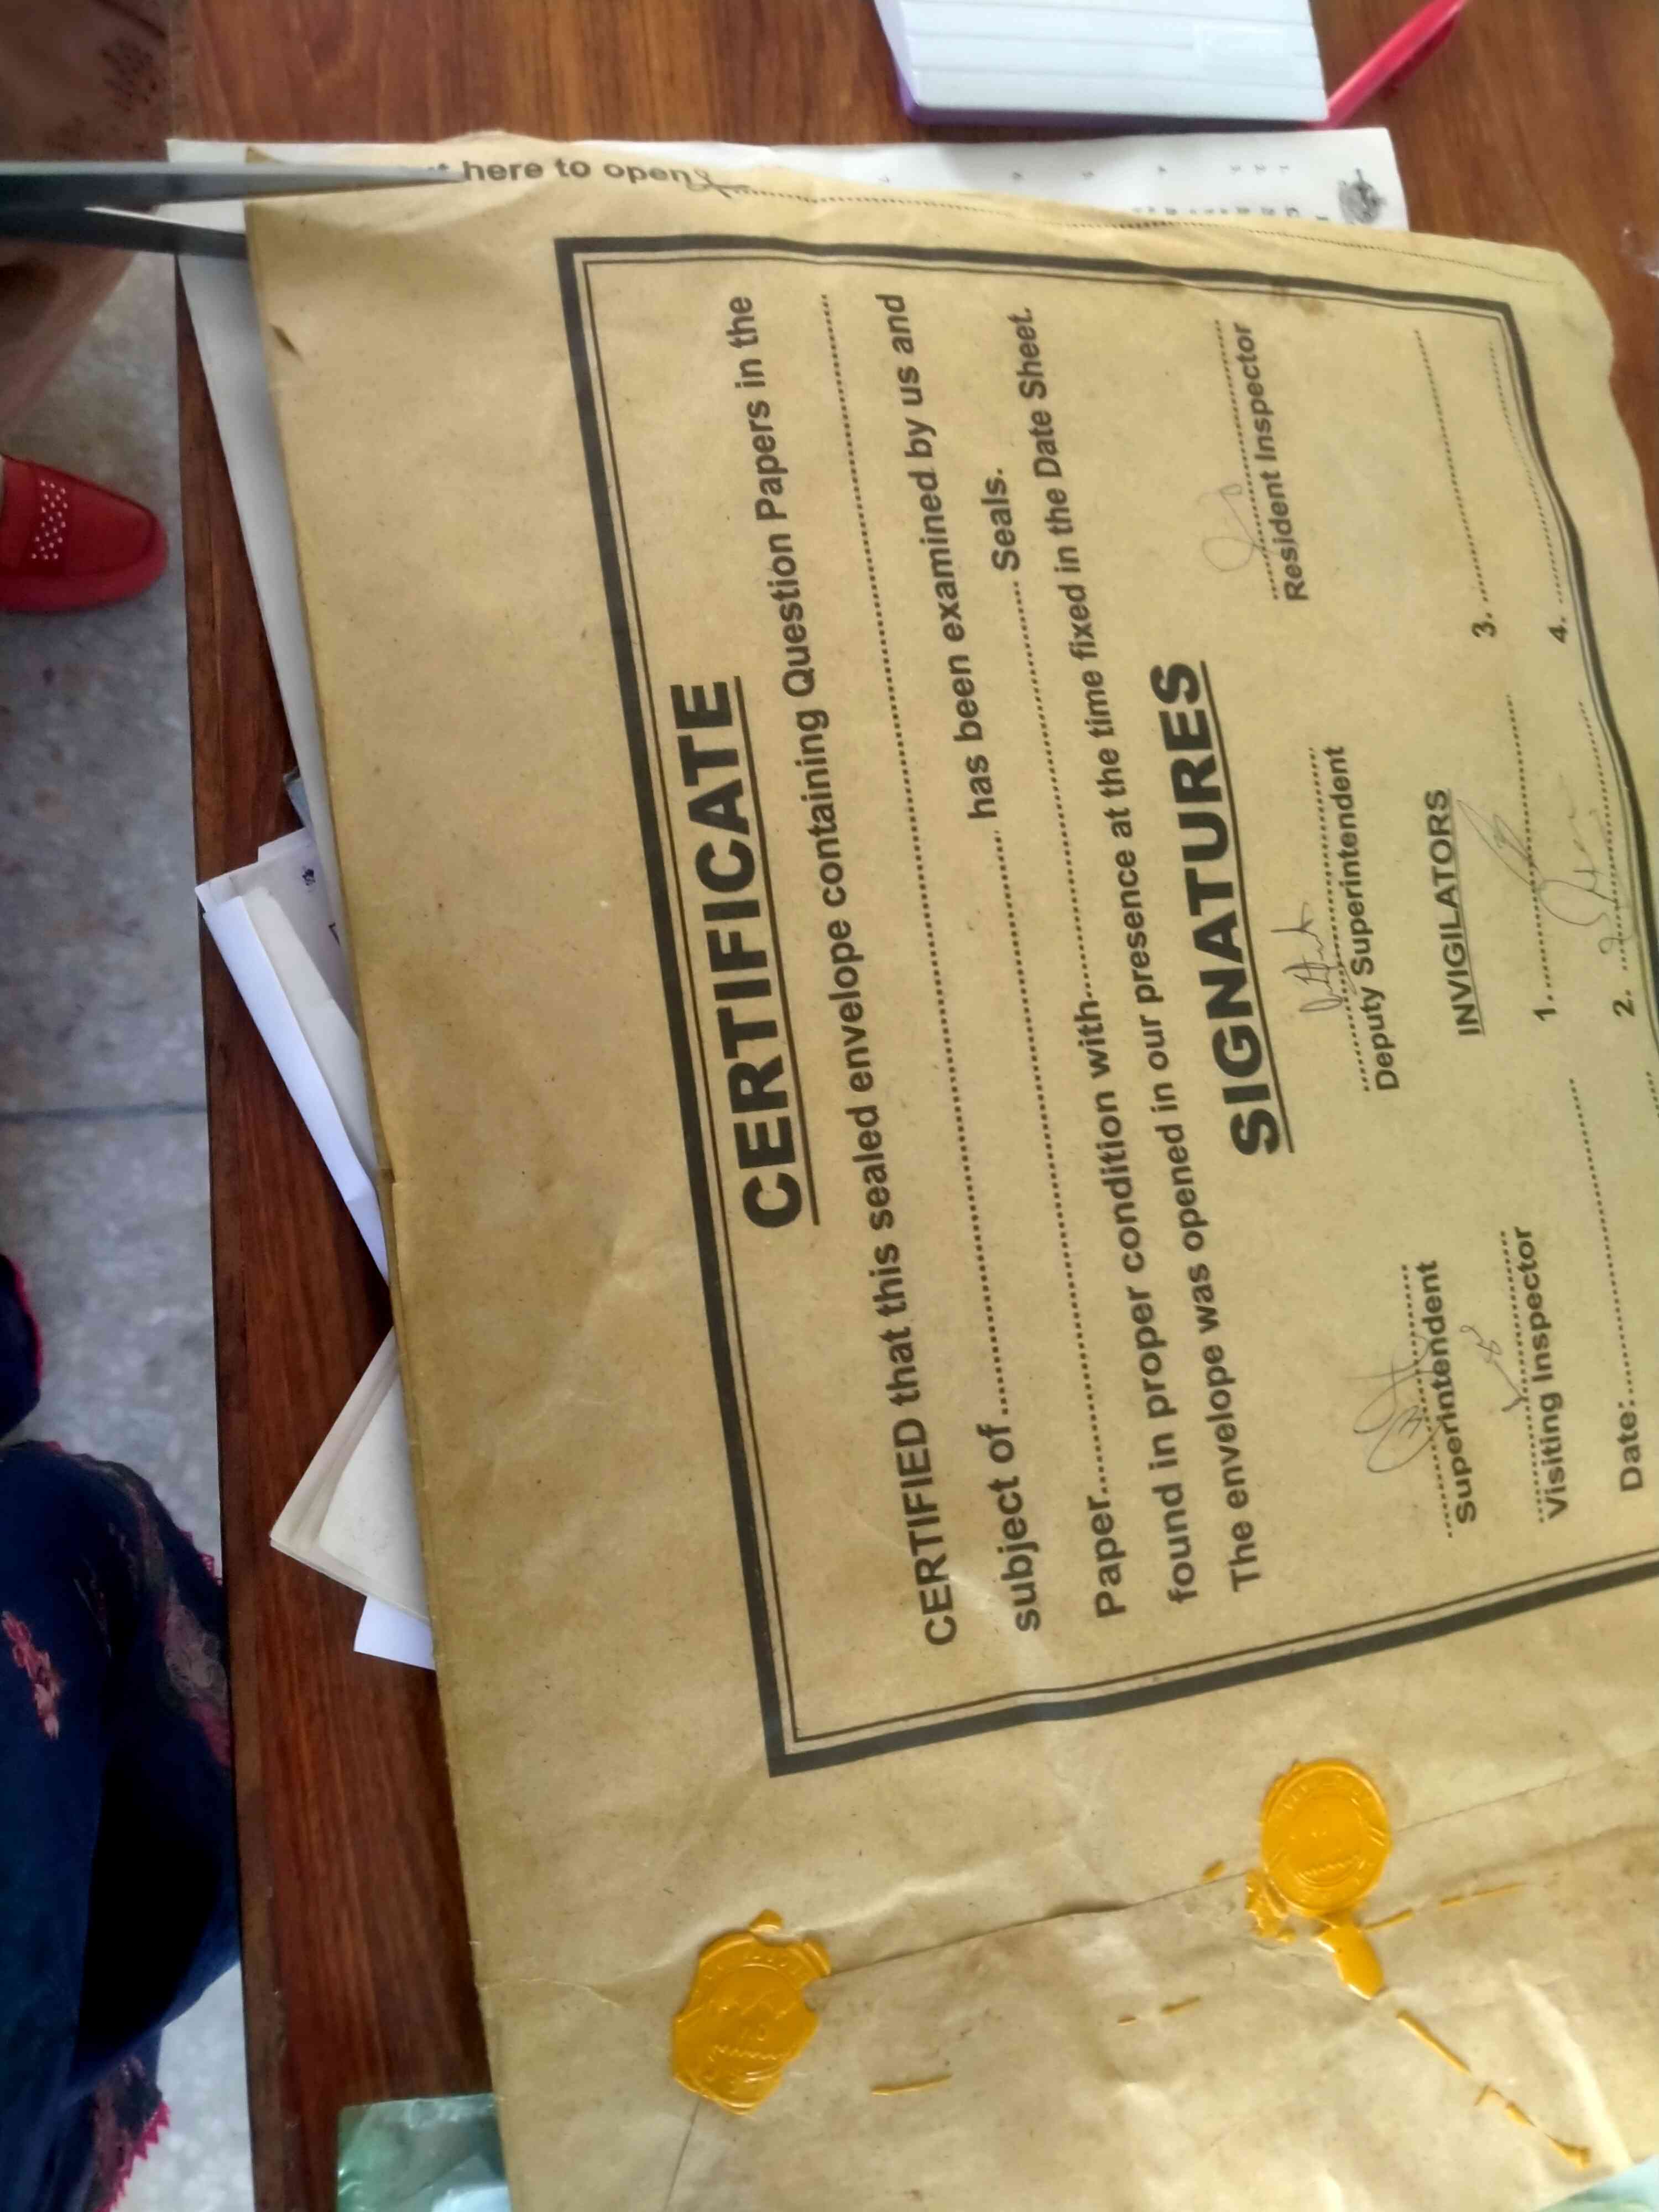 here to open
CERTIFICATE
CERTIFIED that this sealed envelope containing Question Papers in the
subject of ............................................................
Paper........................................ has been examined by us and
found in proper condition with........................................ Seals.
The envelope was opened in our presence at the time fixed in the Date Sheet.
SIGNATURES
Superintendent
Deputy Superintendent
Resident Inspector
Visiting Inspector
INVIGILATORS
1.
2.
3.
4.
Date: